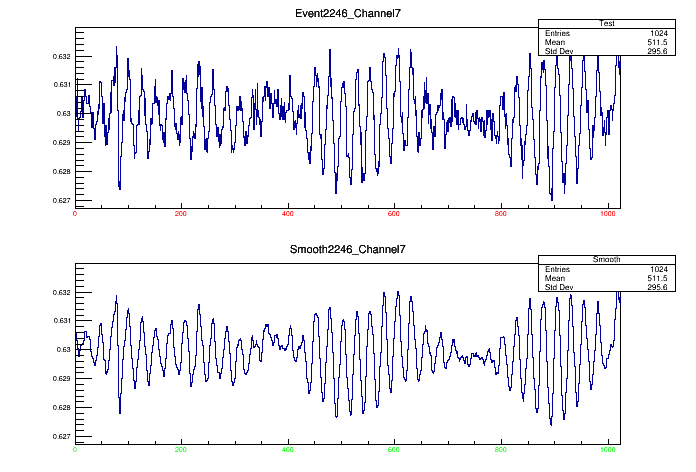 Event2246_Channel7
Test
Entries 1024
Mean 511.5
Std Dev 295.6
0.632
0.631
0.63
0.629
0.628
0.627
0 200 400 600 800 1000
Smooth2246_Channel7
Smooth
Entries 1024
Mean 511.5
Std Dev 295.6
0.632
0.631
0.63
0.629
0.628
0.627
0 200 400 600 800 1000